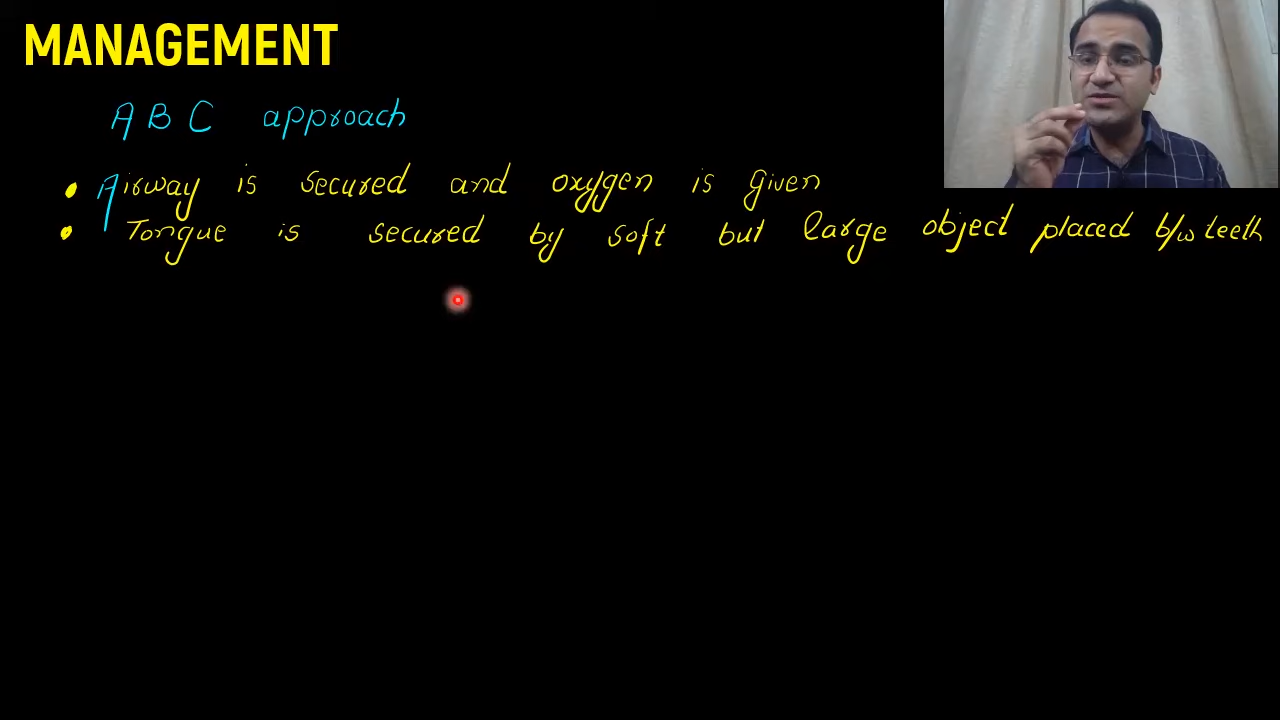 MANAGEMENT
A B C approach
• Airway is secured and oxygen is given
• Tongue is secured by soft but large object placed b/w teeth